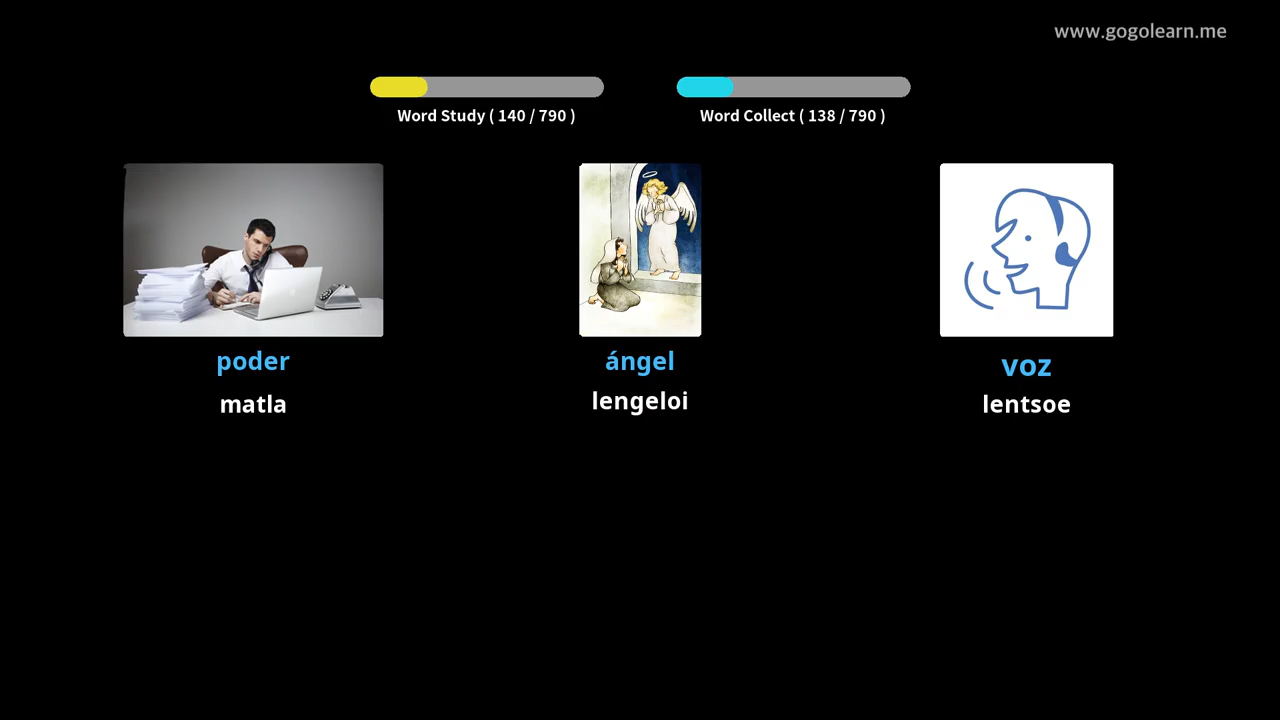 www.gogolearn.me
Word Study ( 140 / 790 )
Word Collect ( 138 / 790 )
poder
matla
ángel
lengeloi
voz
lentsoe